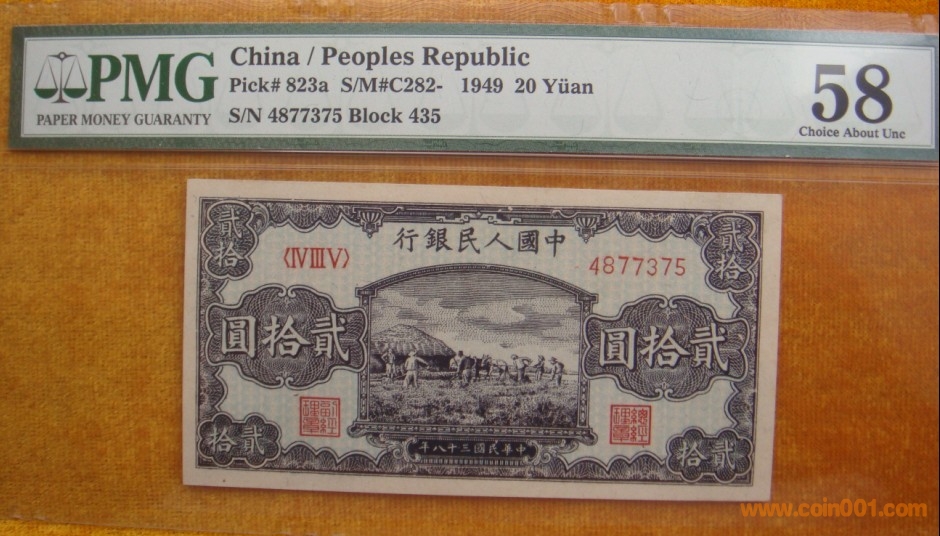 PMG
PAPER MONEY GUARANTY
China / Peoples Republic
Pick# 823a S/M#C282- 1949 20 Yüan
S/N 4877375 Block 435
58
Choice About Unc
行銀民人國中
貳拾
貳拾
〈IV III V〉
4877375
圓拾貳
圓拾貳
拾貳
拾貳
年八十三國民華中
www.coin001.com